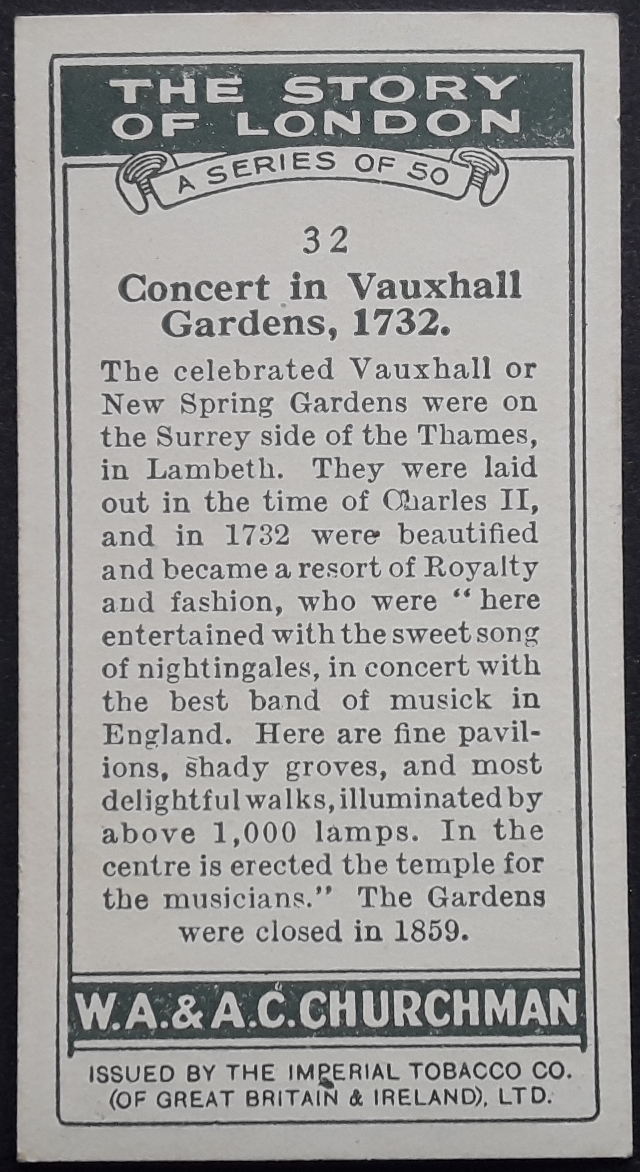 THE STORY
OF LONDON
A SERIES OF 50
32
Concert in Vauxhall
Gardens, 1732.
The celebrated Vauxhall or
New Spring Gardens were on
the Surrey side of the Thames,
in Lambeth. They were laid
out in the time of Charles II,
and in 1732 were beautified
and became a resort of Royalty
and fashion, who were “ here
entertained with the sweet song
of nightingales, in concert with
the best band of musick in
England. Here are fine pavil-
ions, shady groves, and most
delightful walks, illuminated by
above 1,000 lamps. In the
centre is erected the temple for
the musicians.” The Gardens
were closed in 1859.
W.A. & A.C. CHURCHMAN
ISSUED BY THE IMPERIAL TOBACCO CO.
(OF GREAT BRITAIN & IRELAND), LTD.